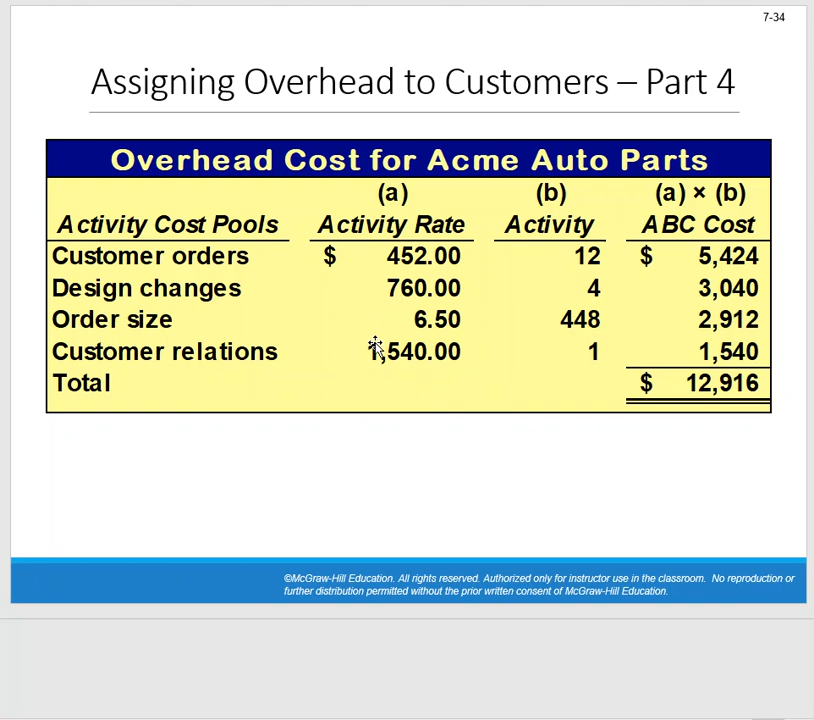 7-34
Assigning Overhead to Customers – Part 4
Overhead Cost for Acme Auto Parts
(a) (b) (a) × (b)
Activity Cost Pools Activity Rate Activity ABC Cost
Customer orders $ 452.00 12 $ 5,424
Design changes 760.00 4 3,040
Order size 6.50 448 2,912
Customer relations 1,540.00 1 1,540
Total $ 12,916
©McGraw-Hill Education. All rights reserved. Authorized only for instructor use in the classroom. No reproduction or
further distribution permitted without the prior written consent of McGraw-Hill Education.